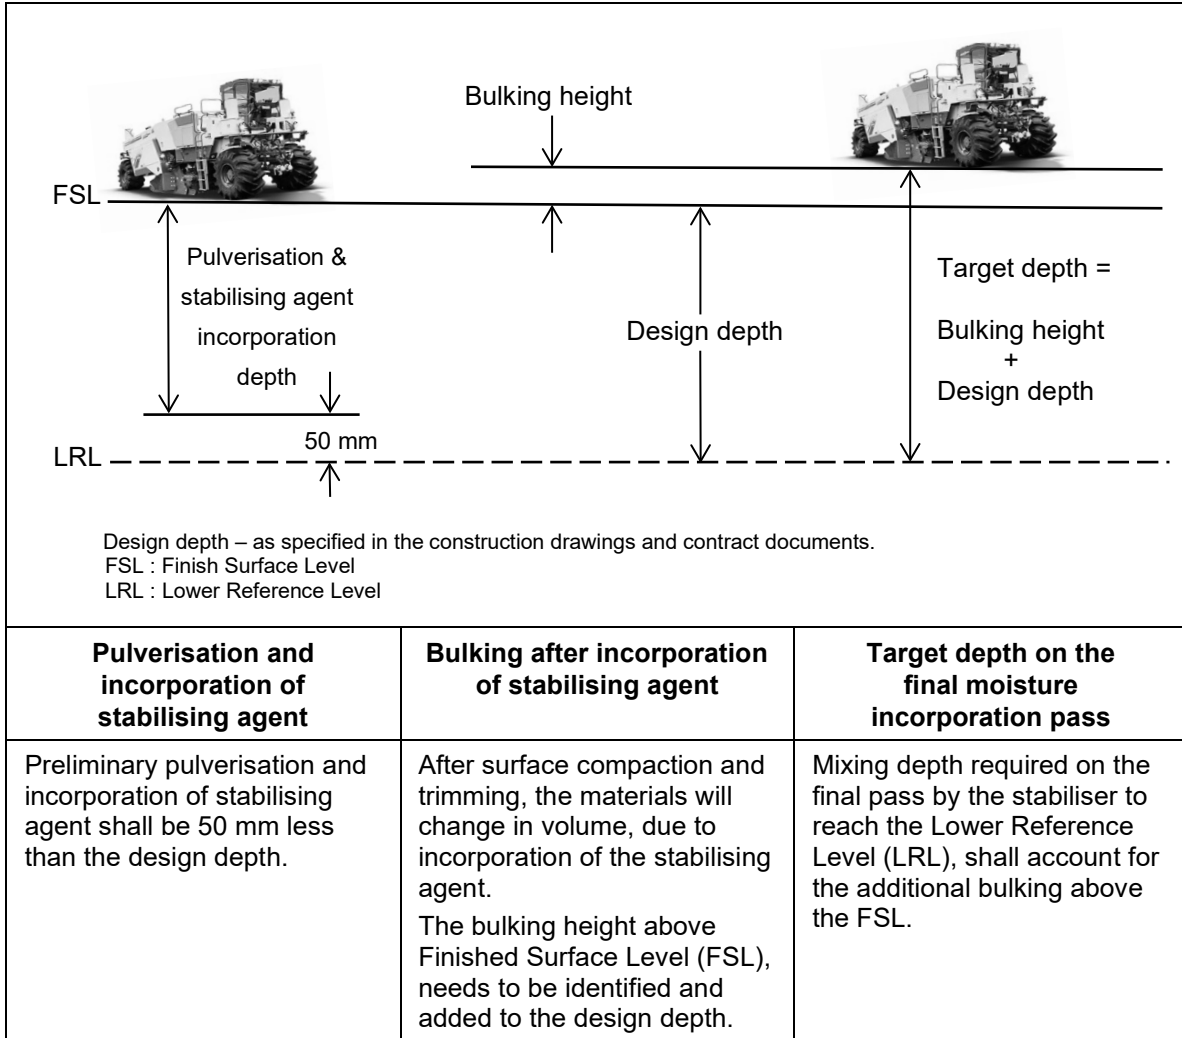 Bulking height
FSL
Pulverisation &
stabilising agent
incorporation
depth
Design depth
Target depth =
Bulking height
+
Design depth
50 mm
LRL
Design depth – as specified in the construction drawings and contract documents.
FSL : Finish Surface Level
LRL : Lower Reference Level
Pulverisation and
incorporation of
stabilising agent
Bulking after incorporation
of stabilising agent
Target depth on the
final moisture
incorporation pass
Preliminary pulverisation and
incorporation of stabilising
agent shall be 50 mm less
than the design depth.
After surface compaction and
trimming, the materials will
change in volume, due to
incorporation of the stabilising
agent.
The bulking height above
Finished Surface Level (FSL),
needs to be identified and
added to the design depth.
Mixing depth required on the
final pass by the stabiliser to
reach the Lower Reference
Level (LRL), shall account for
the additional bulking above
the FSL.